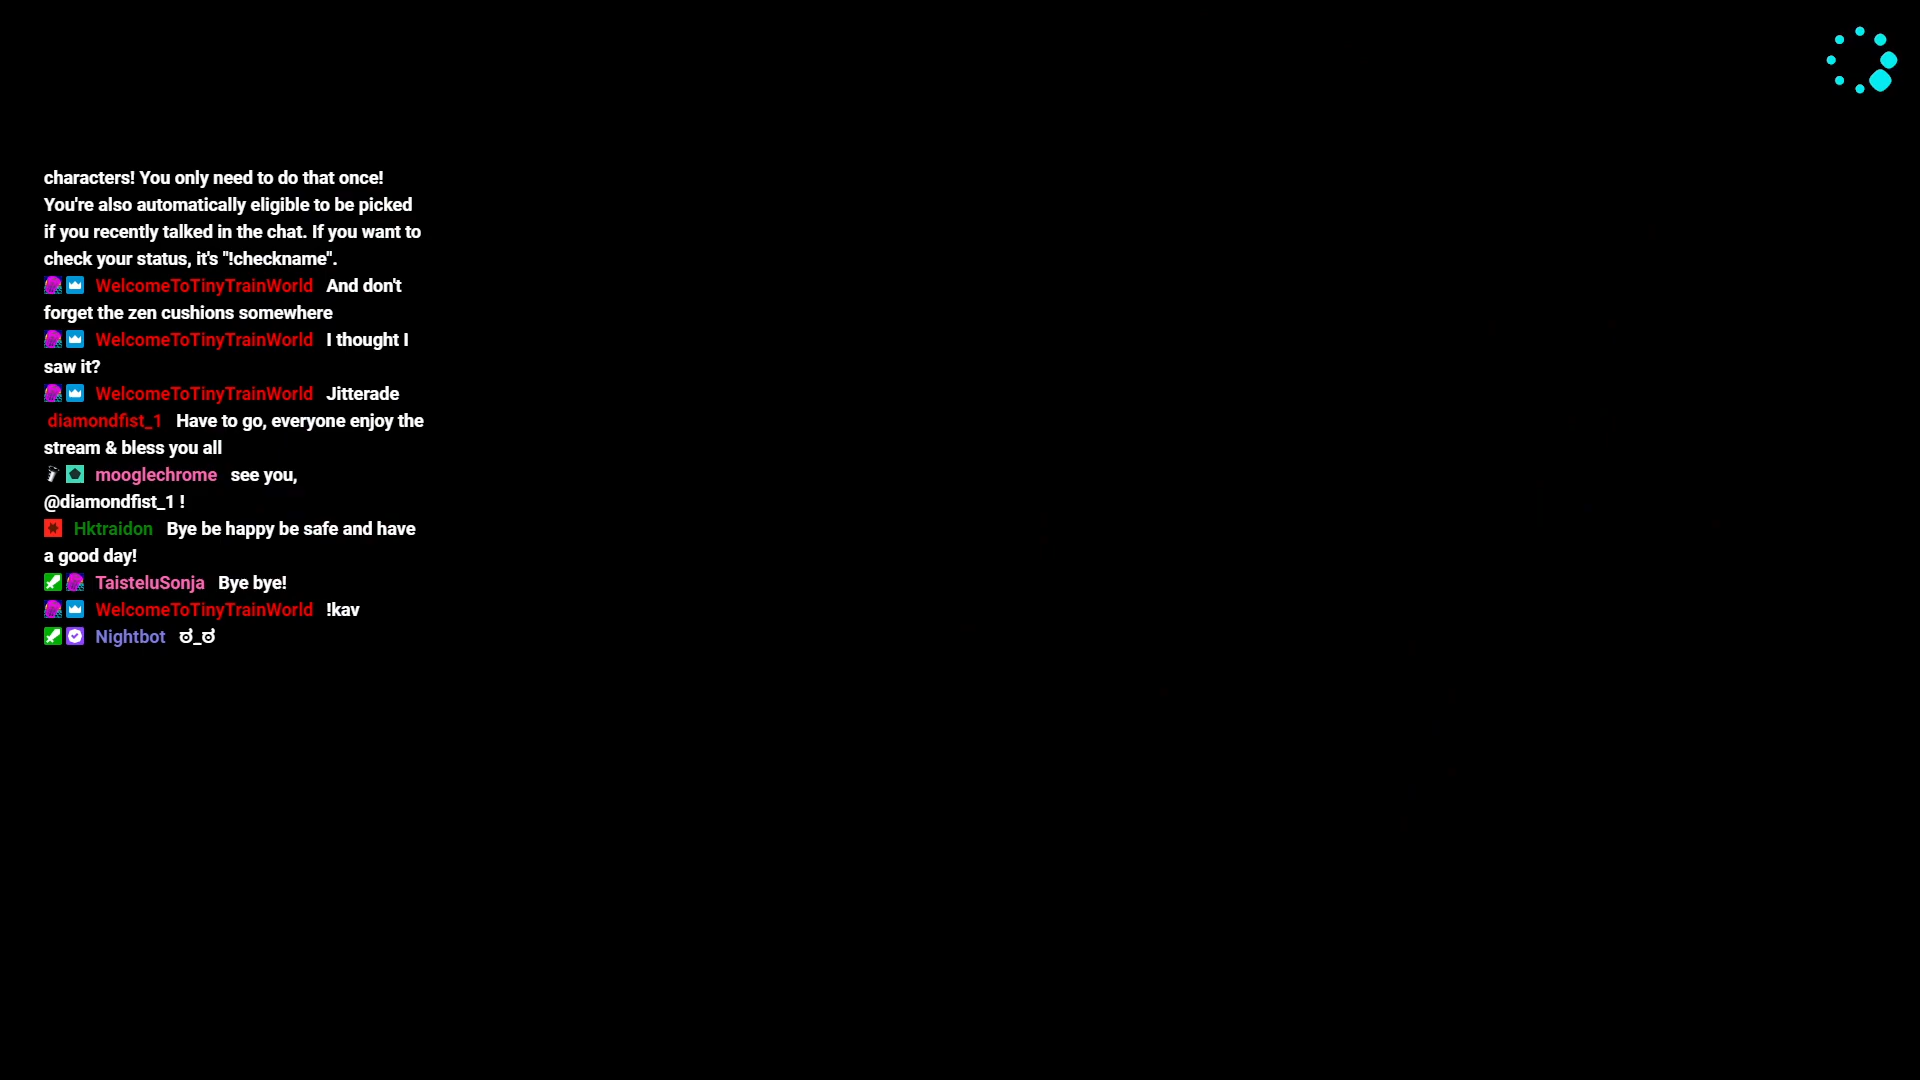 characters! You only need to do that once!
You're also automatically eligible to be picked
if you recently talked in the chat. If you want to
check your status, it's "!checkname".
WelcomeToTinyTrainWorld And don't
forget the zen cushions somewhere
WelcomeToTinyTrainWorld I thought I
saw it?
WelcomeToTinyTrainWorld Jitterade
diamondfist_1 Have to go, everyone enjoy the
stream & bless you all
mooglechrome see you,
@diamondfist_1 !
Hktraidon Bye be happy be safe and have
a good day!
TaisteluSonja Bye bye!
WelcomeToTinyTrainWorld !kav
Nightbot ಠ_ಠ